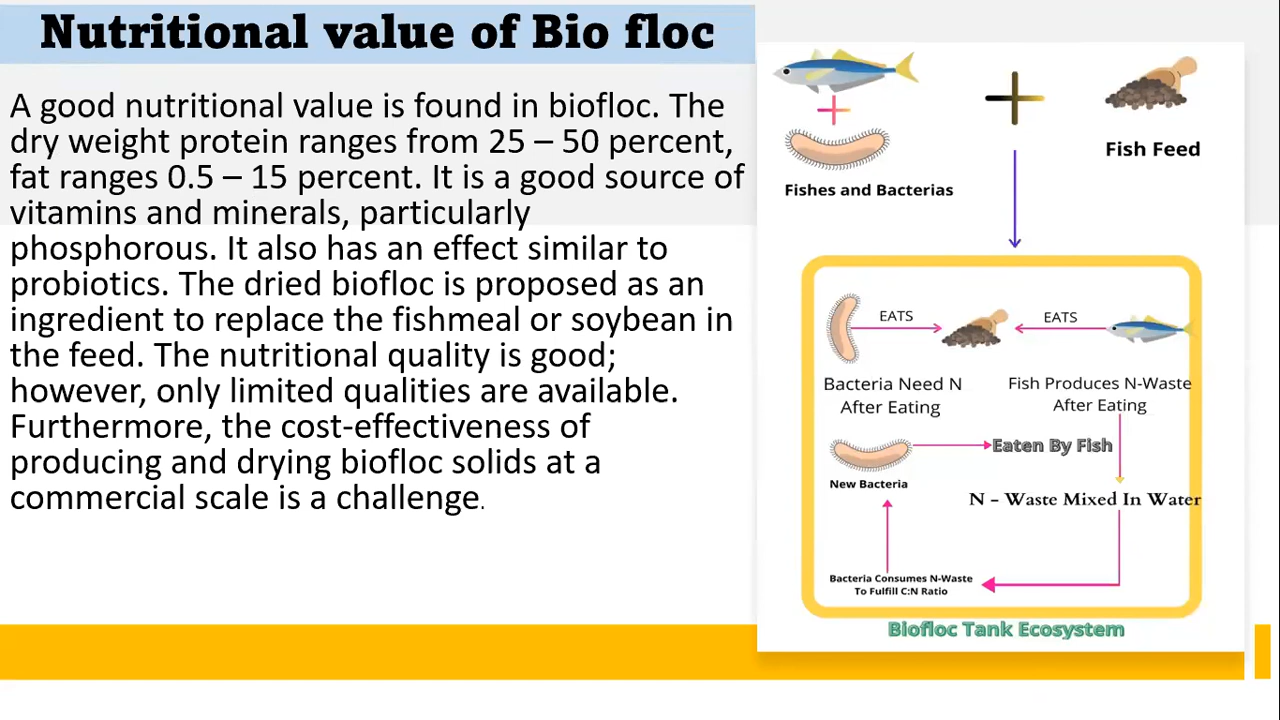 Nutritional value of Bio floc
A good nutritional value is found in biofloc. The
dry weight protein ranges from 25 – 50 percent,
fat ranges 0.5 – 15 percent. It is a good source of
vitamins and minerals, particularly
phosphorous. It also has an effect similar to
probiotics. The dried biofloc is proposed as an
ingredient to replace the fishmeal or soybean in
the feed. The nutritional quality is good;
however, only limited qualities are available.
Furthermore, the cost-effectiveness of
producing and drying biofloc solids at a
commercial scale is a challenge.
Fish Feed
Fishes and Bacterias
EATS
EATS
Bacteria Need N
After Eating
Fish Produces N-Waste
After Eating
Eaten By Fish
New Bacteria
N – Waste Mixed In Water
Bacteria Consumes N-Waste
To Fulfill C:N Ratio
Biofloc Tank Ecosystem